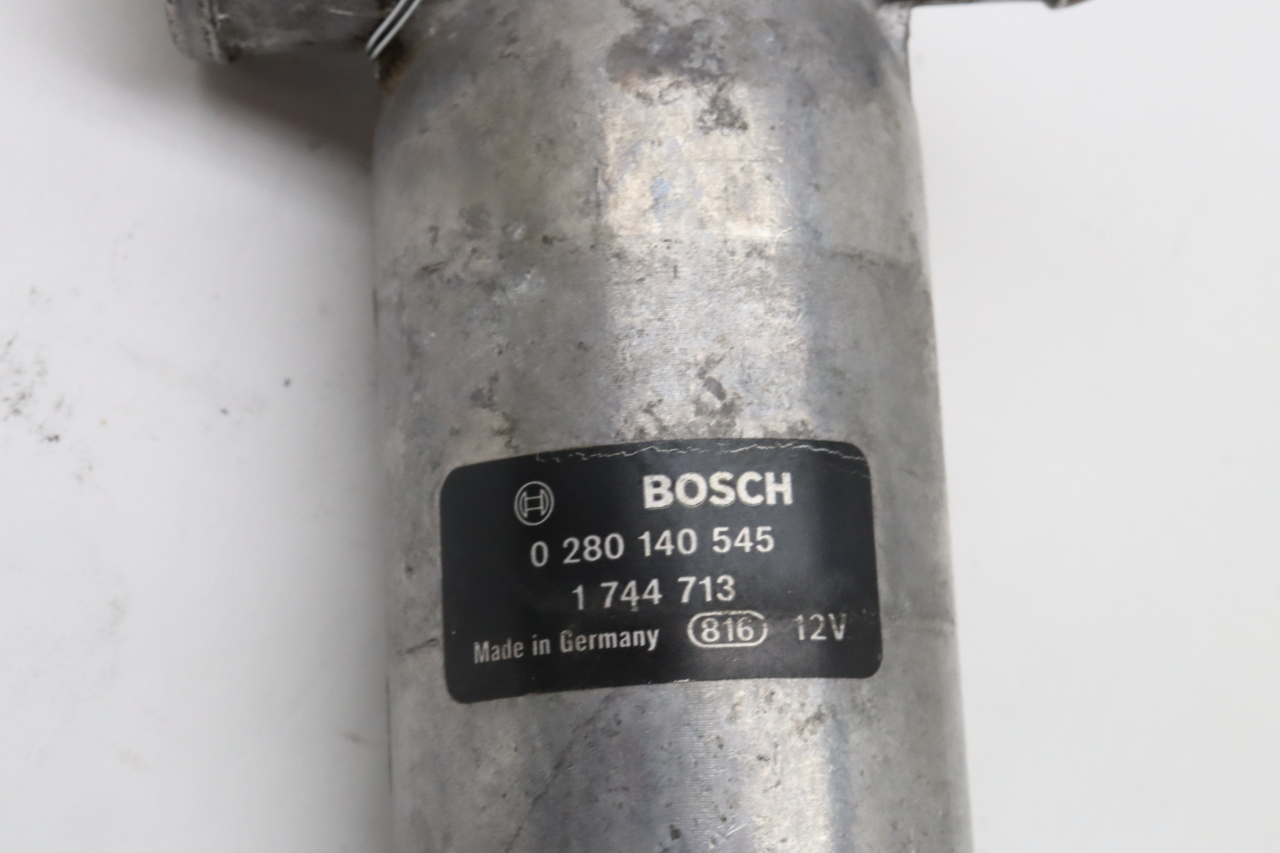 BOSCH
0 280 140 545
1 744 713
Made in Germany 816 12V